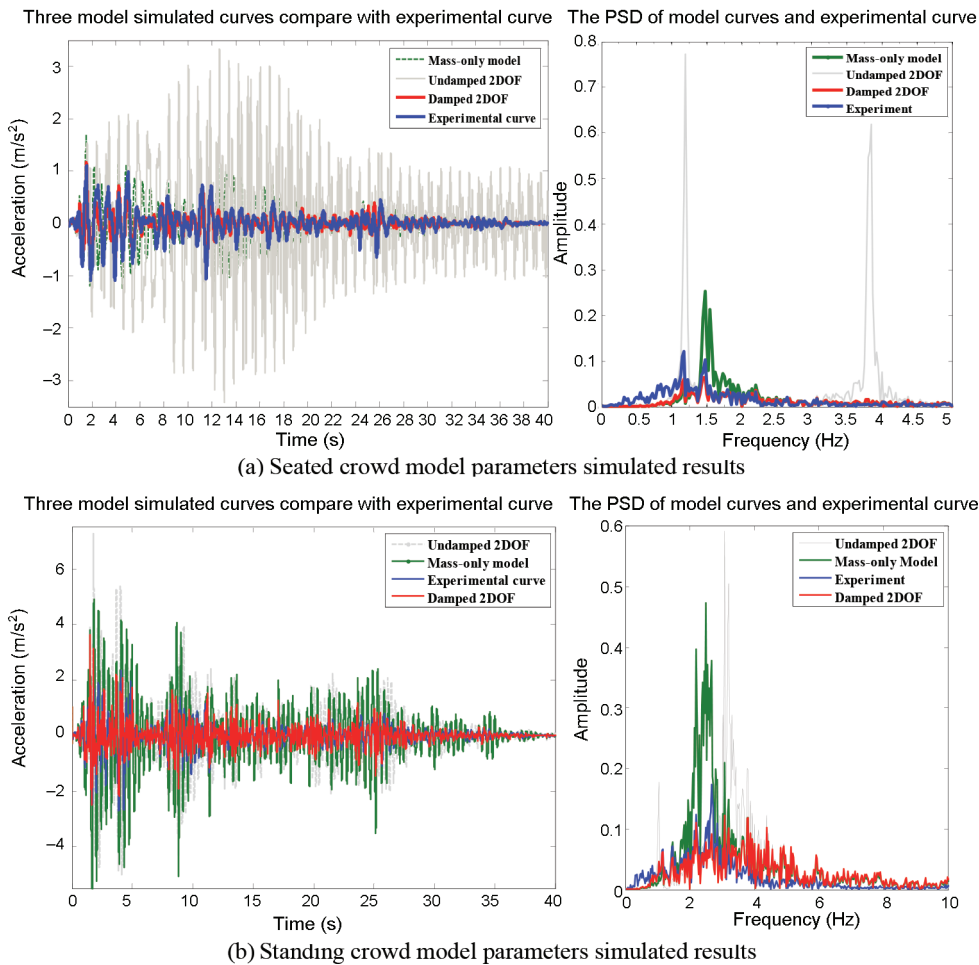 Three model simulated curves compare with experimental curve
Mass-only model
Undamped 2DOF
Damped 2DOF
Experimental curve
Acceleration (m/s²)
3
2
1
0
−1
−2
−3
0 2 4 6 8 10 12 14 16 18 20 22 24 26 28 30 32 34 36 38 40
Time (s)
The PSD of model curves and experimental curve
Mass-only model
Undamped 2DOF
Damped 2DOF
Experiment
Amplitude
0.8
0.7
0.6
0.5
0.4
0.3
0.2
0.1
0
0 0.5 1 1.5 2 2.5 3 3.5 4 4.5 5
Frequency (Hz)
(a) Seated crowd model parameters simulated results
Three model simulated curves compare with experimental curve
Undamped 2DOF
Mass-only model
Experimental curve
Damped 2DOF
Acceleration (m/s²)
6
4
2
0
−2
−4
0 5 10 15 20 25 30 35 40
Time (s)
The PSD of model curves and experimental curve
Undamped 2DOF
Mass-only Model
Experiment
Damped 2DOF
Amplitude
0.6
0.5
0.4
0.3
0.2
0.1
0
0 2 4 6 8 10
Frequency (Hz)
(b) Standing crowd model parameters simulated results